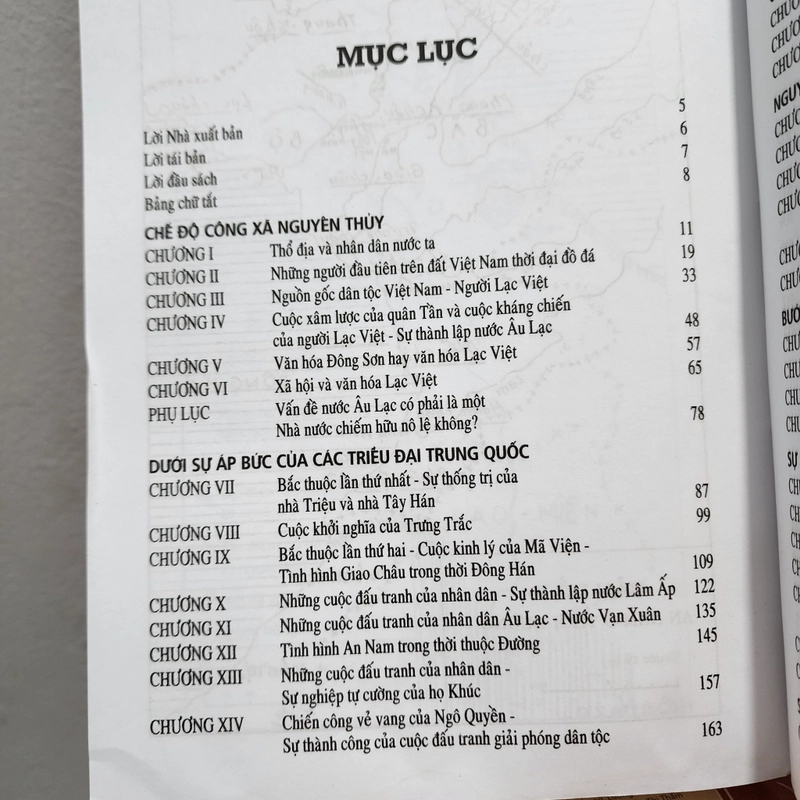 MỤC LỤC
Lời Nhà xuất bản 5
Lời tái bản 6
Lời đầu sách 7
Bảng chữ tắt 8
CHẾ ĐỘ CÔNG XÃ NGUYÊN THỦY
CHƯƠNG I Thổ địa và nhân dân nước ta 11
CHƯƠNG II Những người đầu tiên trên đất Việt Nam thời đại đồ đá 19
CHƯƠNG III Nguồn gốc dân tộc Việt Nam - Người Lạc Việt 33
CHƯƠNG IV Cuộc xâm lược của quân Tần và cuộc kháng chiến
của người Lạc Việt - Sự thành lập nước Âu Lạc 48
CHƯƠNG V Văn hóa Đông Sơn hay văn hóa Lạc Việt 57
CHƯƠNG VI Xã hội và văn hóa Lạc Việt 65
PHỤ LỤC Vấn đề nước Âu Lạc có phải là một
Nhà nước chiếm hữu nô lệ không? 78
DƯỚI SỰ ÁP BỨC CỦA CÁC TRIỀU ĐẠI TRUNG QUỐC
CHƯƠNG VII Bắc thuộc lần thứ nhất - Sự thống trị của
nhà Triệu và nhà Tây Hán 87
CHƯƠNG VIII Cuộc khởi nghĩa của Trưng Trắc 99
CHƯƠNG IX Bắc thuộc lần thứ hai - Cuộc kinh lý của Mã Viện -
Tình hình Giao Châu trong thời Đông Hán 109
CHƯƠNG X Những cuộc đấu tranh của nhân dân - Sự thành lập nước Lâm Ấp 122
CHƯƠNG XI Những cuộc đấu tranh của nhân dân Âu Lạc - Nước Vạn Xuân 135
CHƯƠNG XII Tình hình An Nam trong thời thuộc Đường 145
CHƯƠNG XIII Những cuộc đấu tranh của nhân dân -
Sự nghiệp tự cường của họ Khúc 157
CHƯƠNG XIV Chiến công vẻ vang của Ngô Quyền -
Sự thành công của cuộc đấu tranh giải phóng dân tộc 163